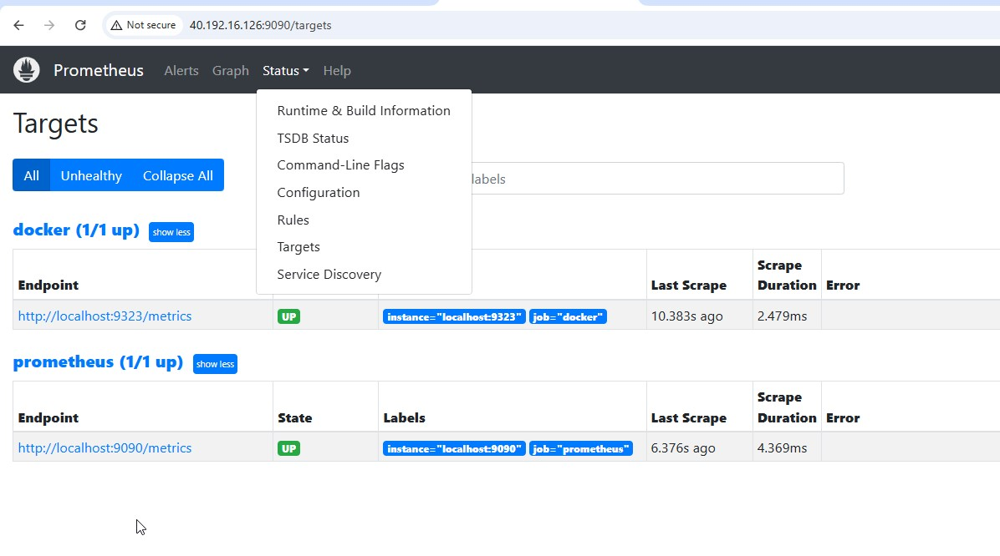 Not secure 40.192.16.126:9090/targets
Prometheus Alerts Graph Status Help
Runtime & Build Information
TSDB Status
Command-Line Flags
Configuration
Rules
Targets
Service Discovery
Targets
All Unhealthy Collapse All
labels
docker (1/1 up) show less
Endpoint Last Scrape Scrape Duration Error
http://localhost:9323/metrics UP instance="localhost:9323" job="docker" 10.383s ago 2.479ms
prometheus (1/1 up) show less
Endpoint State Labels Last Scrape Scrape Duration Error
http://localhost:9090/metrics UP instance="localhost:9090" job="prometheus" 6.376s ago 4.369ms